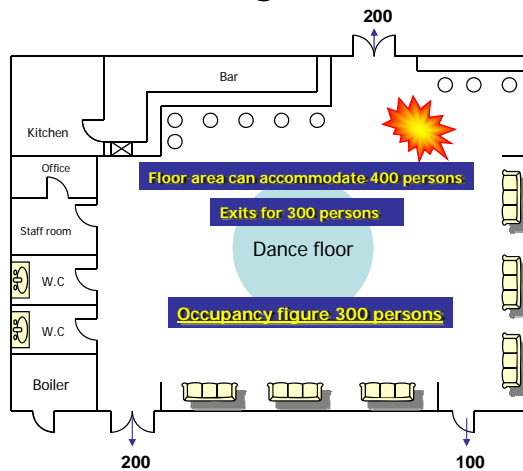 200
Bar
Kitchen
Office
Floor area can accommodate 400 persons
Exits for 300 persons
Staff room
Dance floor
W.C
Occupancy figure 300 persons
W.C
Boiler
200
100